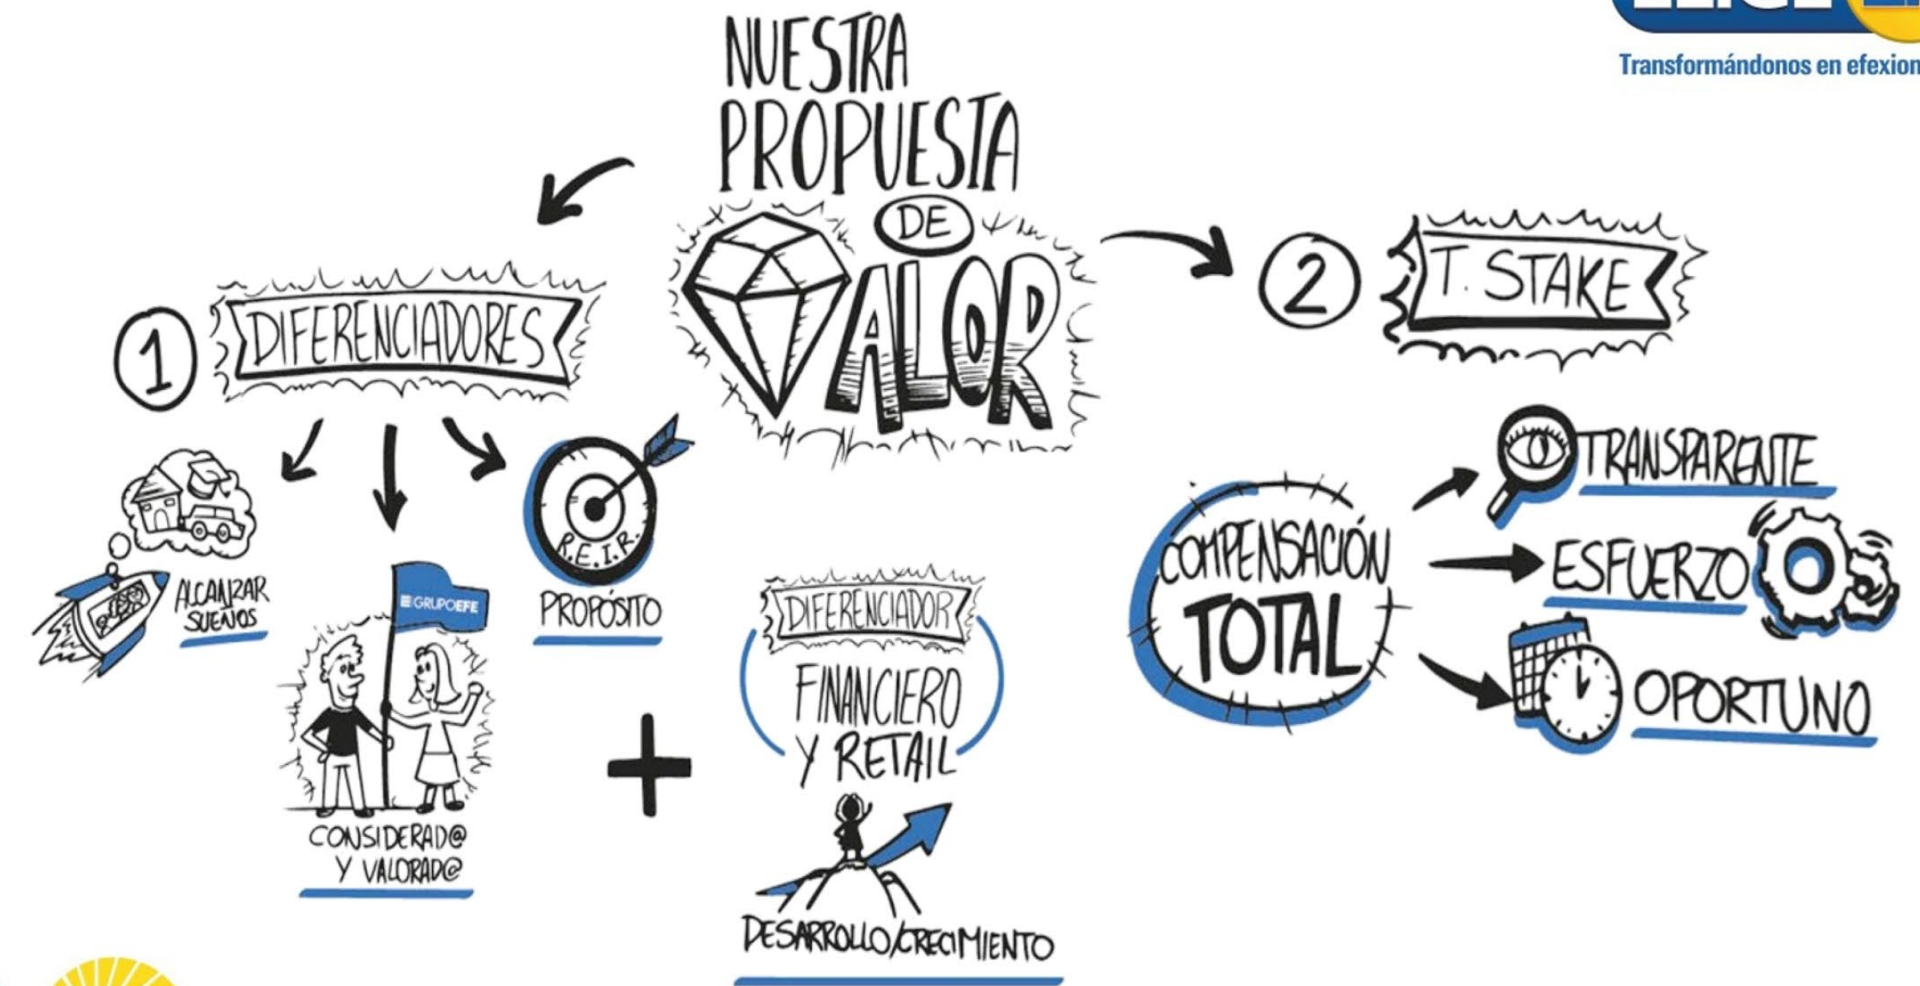 Transformándonos en efexion
NUESTRA
PROPUESTA
DE
VALOR
1
DIFERENCIADORES
ALCANZAR
SUEÑOS
GRUPOEFE
CONSIDERAD@
Y VALORAD@
R.E.I.R.
PROPÓSITO
+
DIFERENCIADOR
FINANCIERO
Y RETAIL
DESARROLLO/CRECIMIENTO
2
T. STAKE
COMPENSACIÓN
TOTAL
TRANSPARENTE
ESFUERZO
OPORTUNO